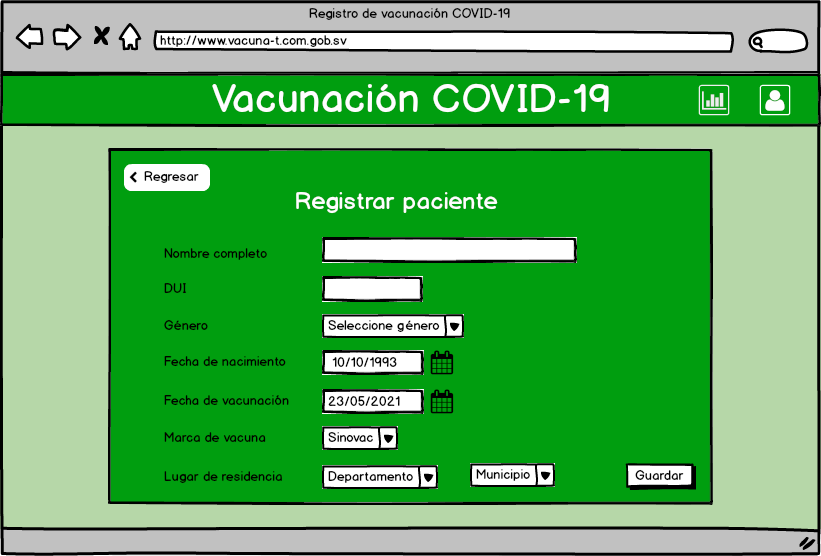 Registro de vacunación COVID-19
http://www.vacuna-t.com.gob.sv
Vacunación COVID-19
Regresar
Registrar paciente
Nombre completo
DUI
Género Seleccione género
Fecha de nacimiento 10/10/1993
Fecha de vacunación 23/05/2021
Marca de vacuna Sinovac
Lugar de residencia Departamento Municipio Guardar